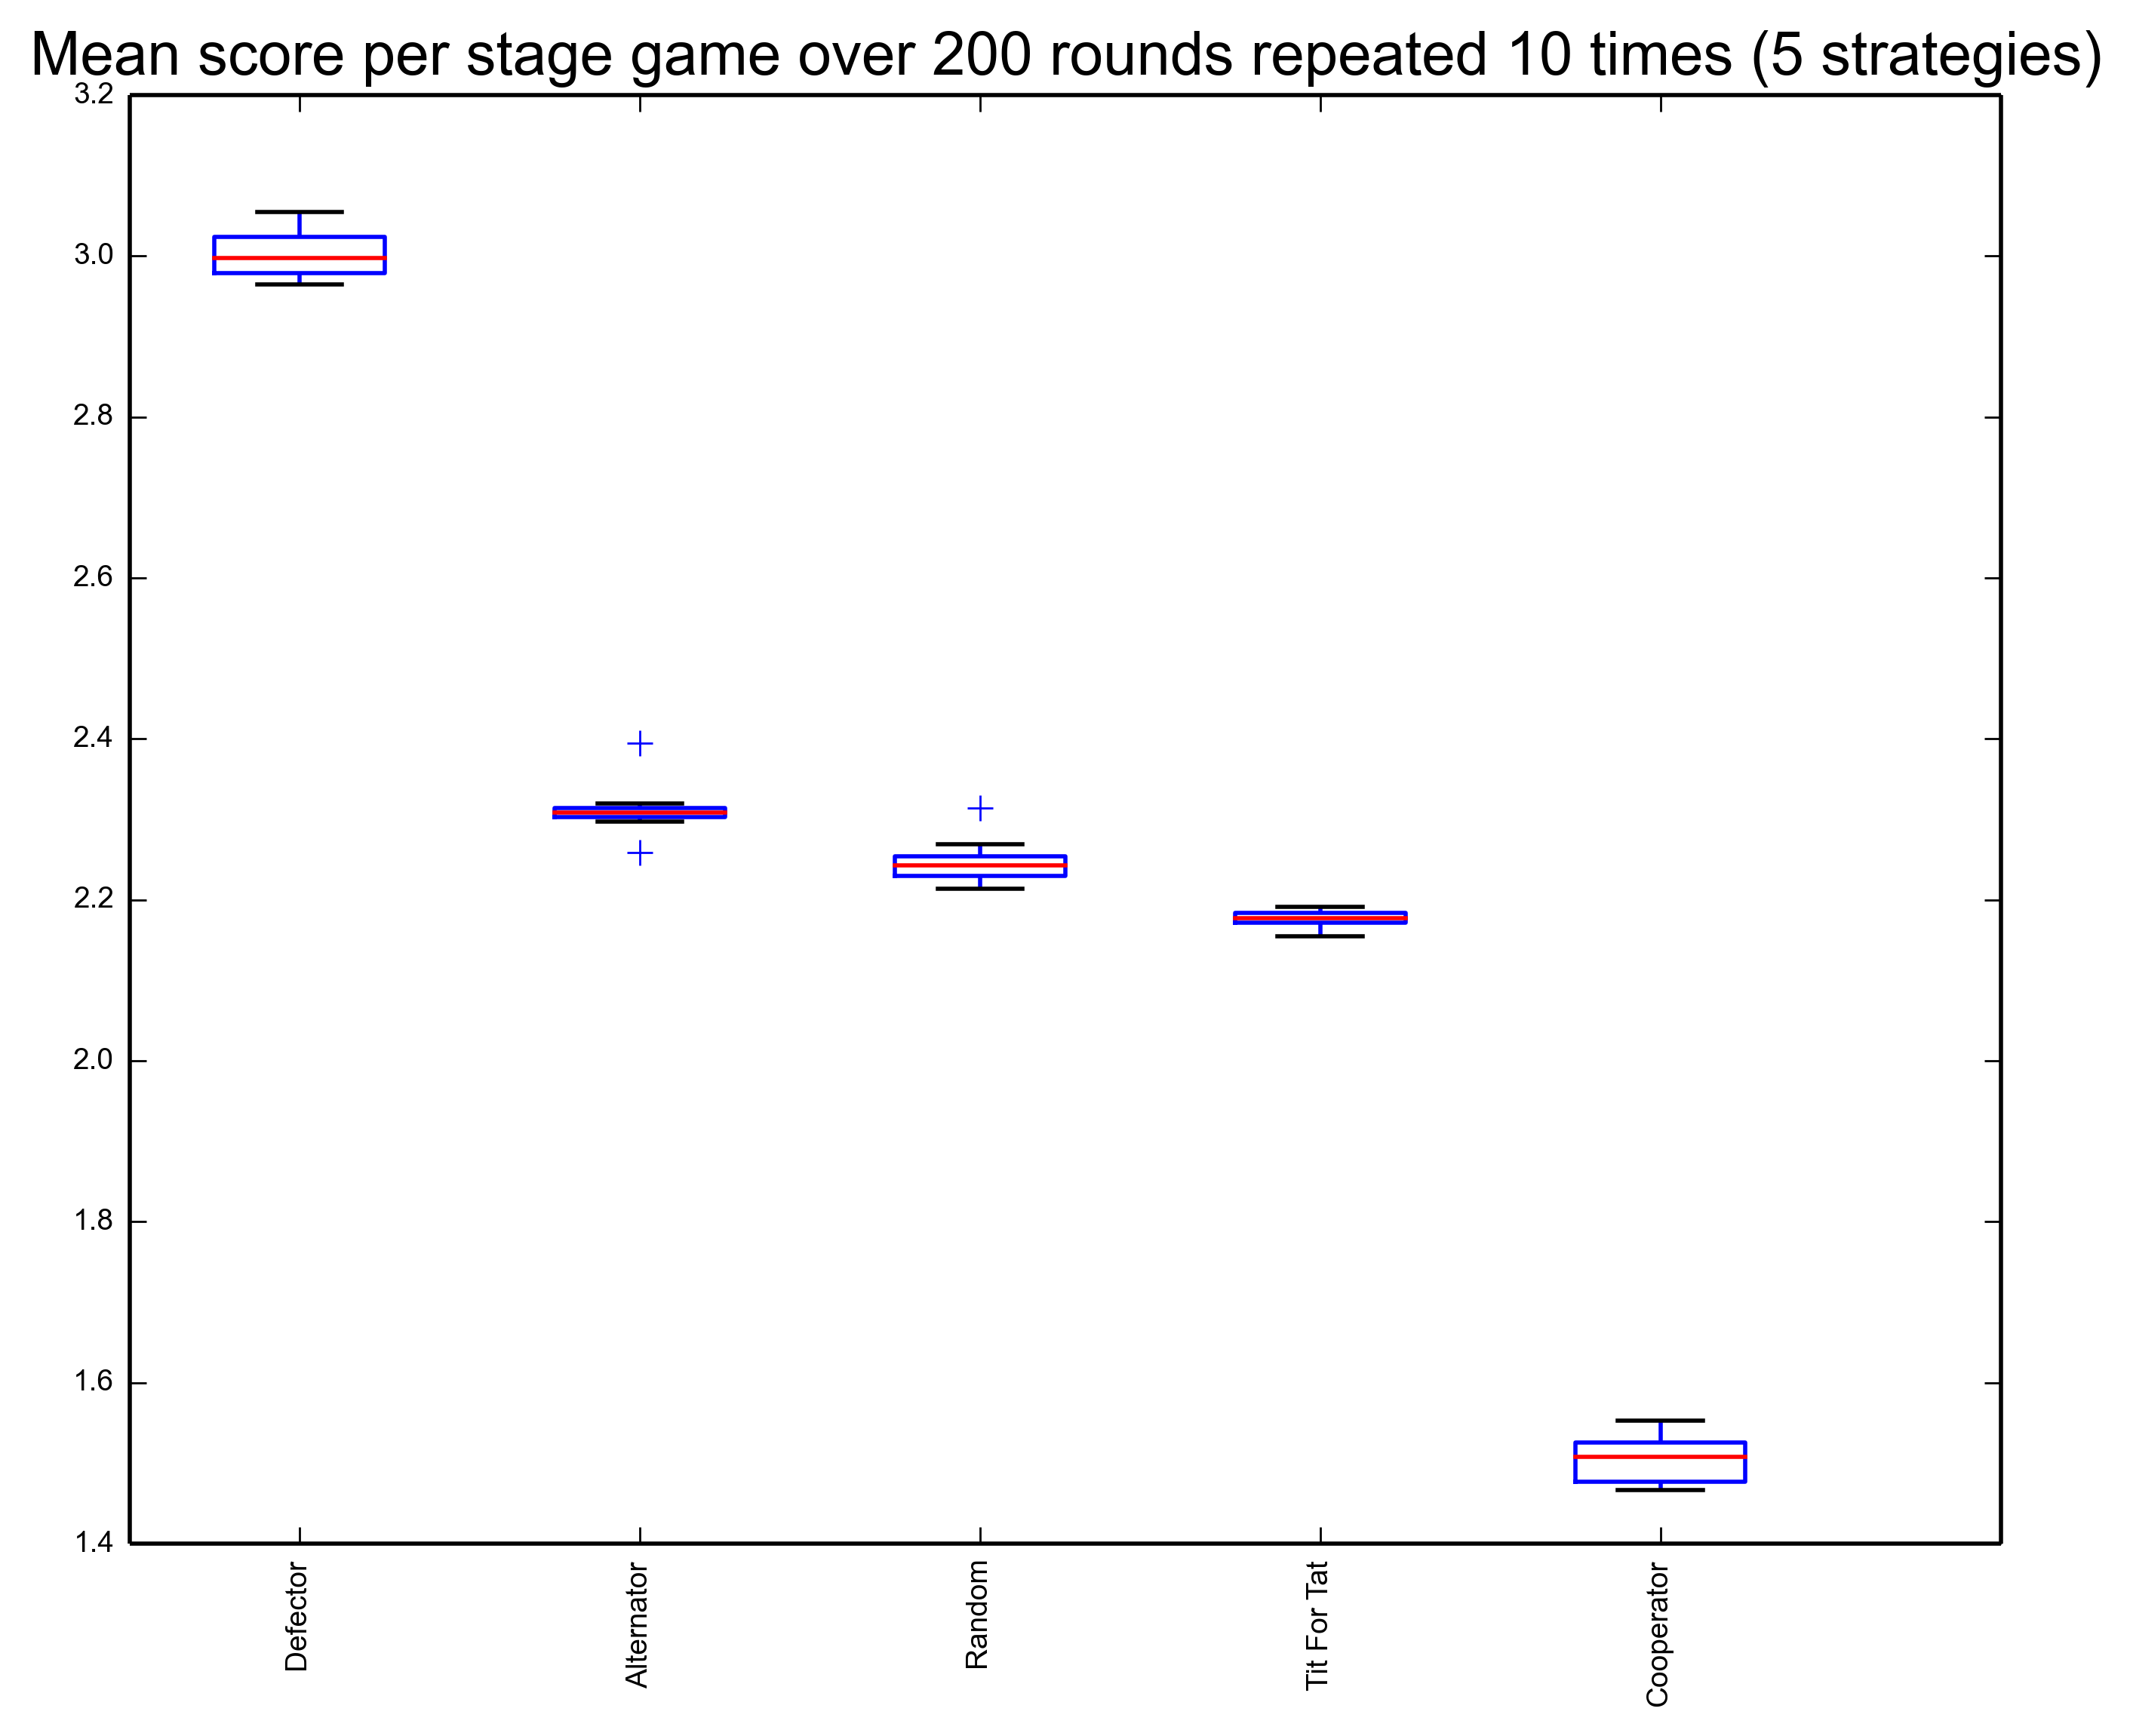 Mean score per stage game over 200 rounds repeated 10 times (5 strategies)
3.2
3.0
2.8
2.6
2.4
2.2
2.0
1.8
1.6
1.4
Defector
Alternator
Random
Tit For Tat
Cooperator